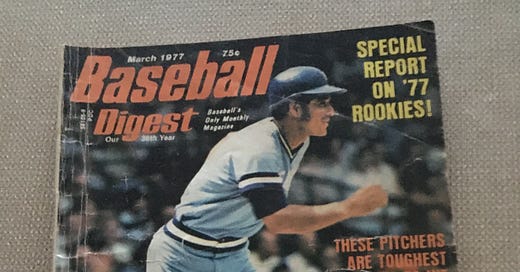 March 1977 75¢
Baseball
Digest
Baseball's
Only Monthly
Magazine
Our 36th Year
SPECIAL
REPORT
ON '77
ROOKIES!
THESE PITCHERS
ARE TOUGHEST